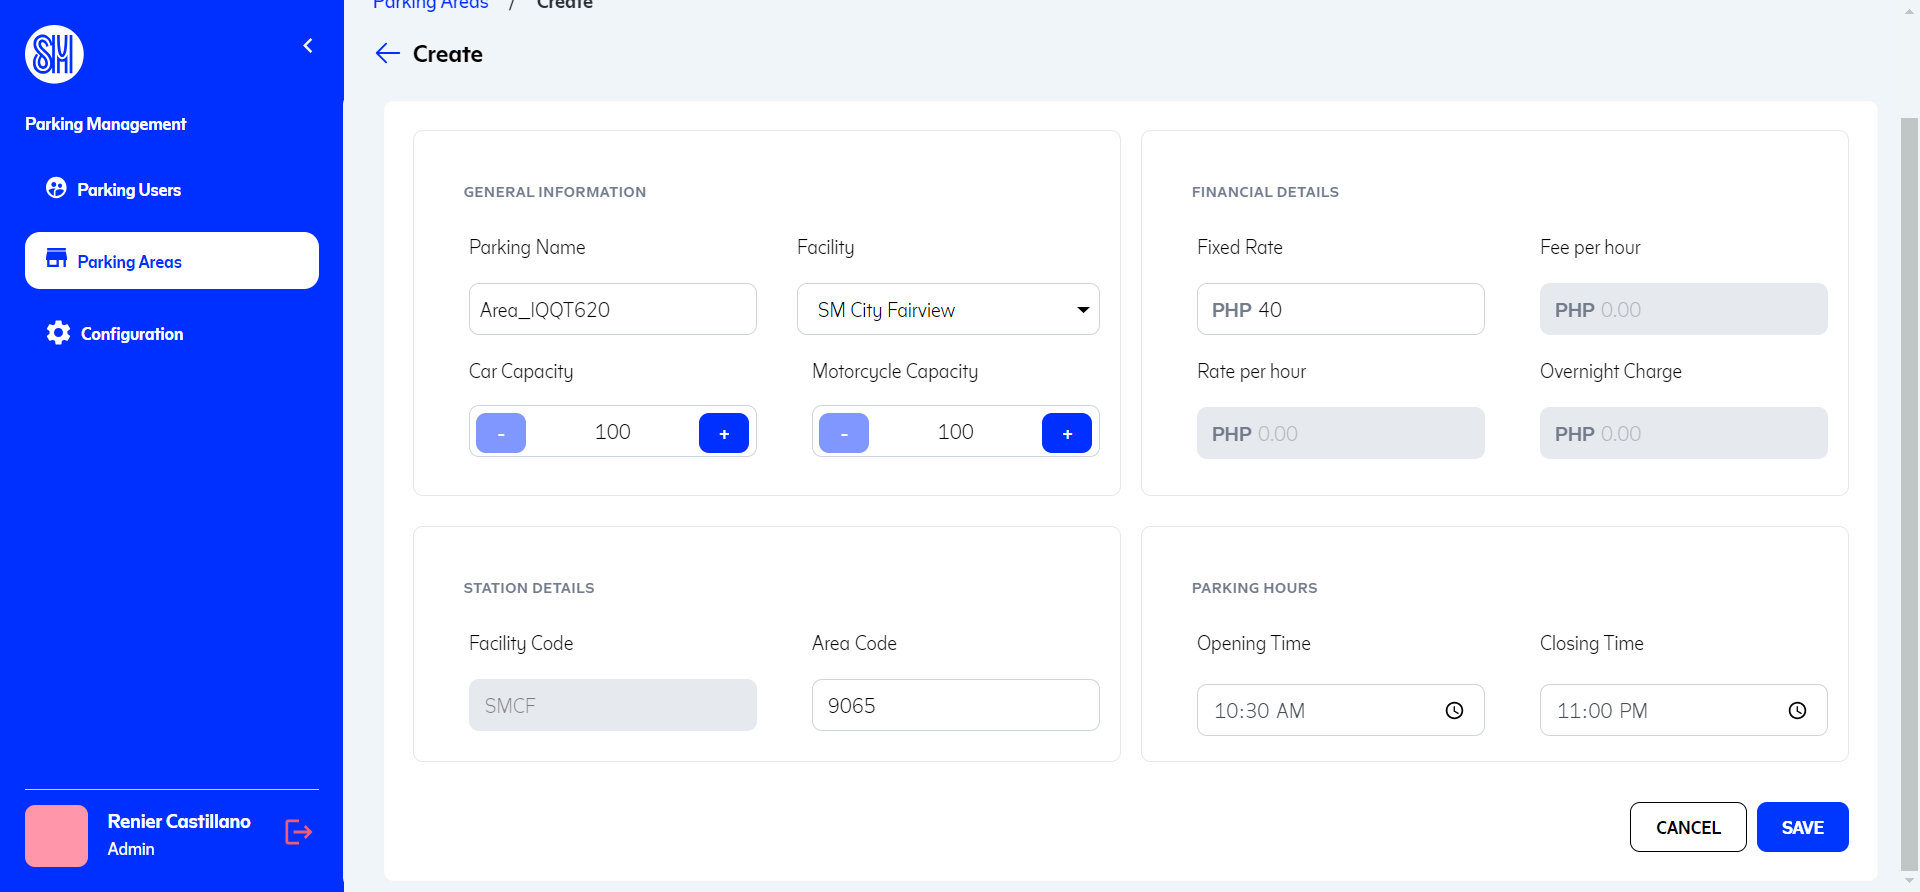 SM
Parking Management
Parking Users
Parking Areas
Configuration
Renier Castillano
Admin
Parking Areas / Create
Create
GENERAL INFORMATION
Parking Name Facility
Area_IQQT620 SM City Fairview
Car Capacity Motorcycle Capacity
- 100 + - 100 +
FINANCIAL DETAILS
Fixed Rate Fee per hour
PHP 40 PHP 0.00
Rate per hour Overnight Charge
PHP 0.00 PHP 0.00
STATION DETAILS
Facility Code Area Code
SMCF 9065
PARKING HOURS
Opening Time Closing Time
10:30 AM 11:00 PM
CANCEL SAVE